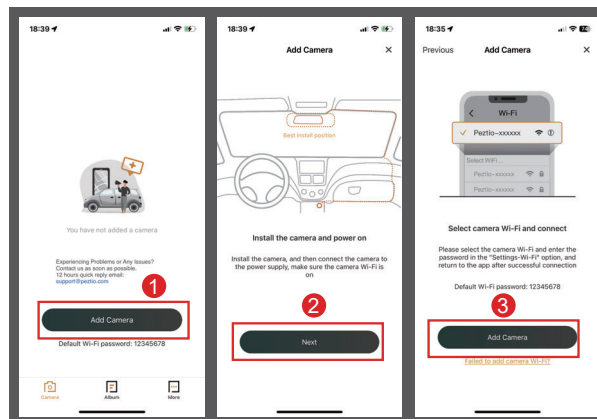 18:39
You have not added a camera
Experiencing Problems or Any Issues?
Contact us as soon as possible.
12 hours quick reply email:
support@peztio.com
1
Add Camera
Default Wi-Fi password: 12345678
Camera
Album
More
18:39
Add Camera
×
Best install position
Install the camera and power on
Install the camera, and then connect the camera to
the power supply, make sure the camera Wi-Fi is
on
2
Next
18:35
Previous
Add Camera
×
Wi-Fi
Peztio-xxxxxx
Select WiFi...
Peztio-xxxxxx
Peztio-xxxxxx
Select camera Wi-Fi and connect
Please select the camera Wi-Fi and enter the
password in the "Settings-Wi-Fi" option, and
return to the app after successful connection
Default Wi-Fi password: 12345678
3
Add Camera
Failed to add camera Wi-Fi?